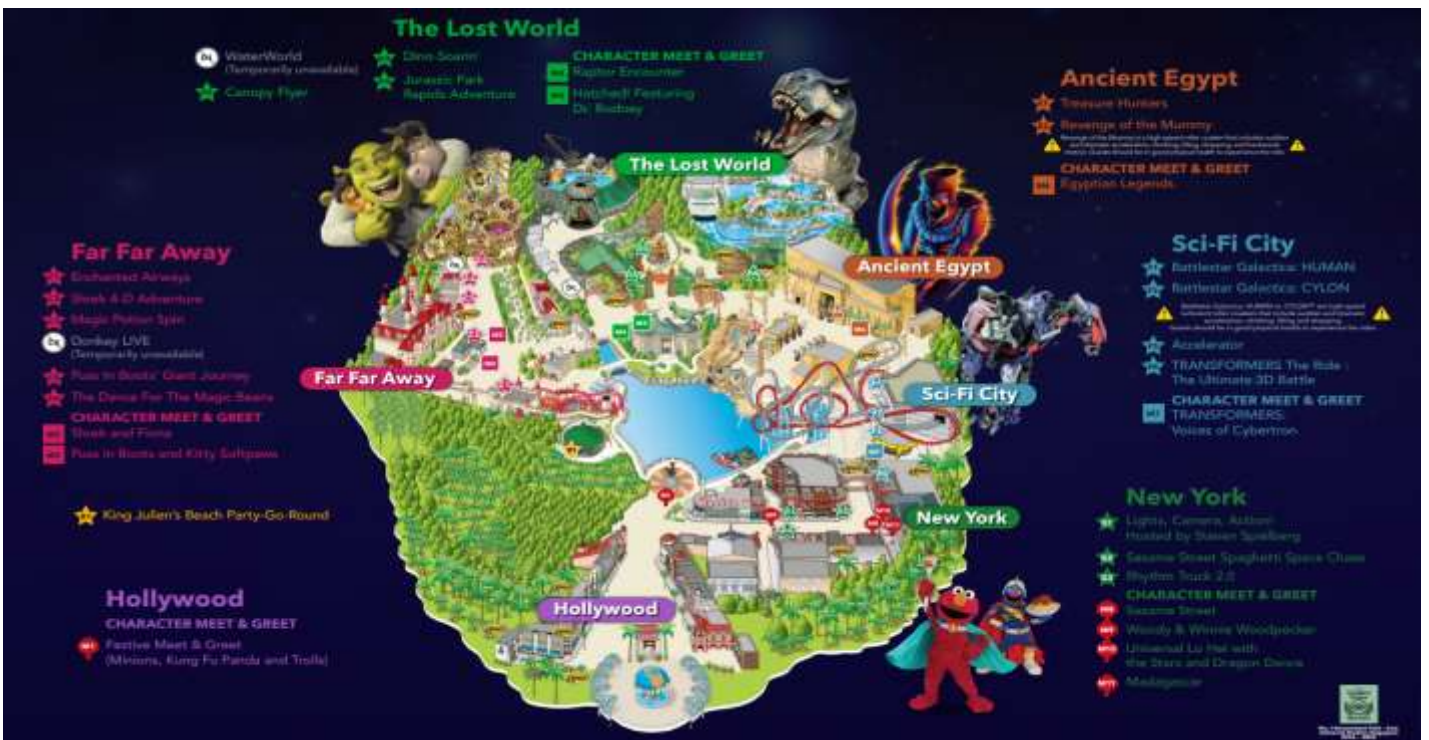 The Lost World
WaterWorld
(Temporarily unavailable)
Canopy Flyer
Dino-Soarin'
Jurassic Park
Rapids Adventure
CHARACTER MEET & GREET
Raptor Encounter
Hatched! Featuring
Dr. Rodney
Ancient Egypt
Treasure Hunters
Revenge of the Mummy
CHARACTER MEET & GREET
Egyptian Legends
Sci-Fi City
Battlestar Galactica: HUMAN
Battlestar Galactica: CYLON
Accelerator
TRANSFORMERS The Ride :
The Ultimate 3D Battle
CHARACTER MEET & GREET
TRANSFORMERS:
Voices of Cybertron
Far Far Away
Enchanted Airways
Shrek 4-D Adventure
Magic Potion Spin
Donkey LIVE
(Temporarily unavailable)
Puss In Boots' Giant Journey
The Dance For The Magic Beans
CHARACTER MEET & GREET
Shrek and Fiona
Puss in Boots and Kitty Softpaws
King Julien's Beach Party-Go-Round
Hollywood
CHARACTER MEET & GREET
Festive Meet & Greet
(Minions, Kung Fu Panda and Trolls)
New York
Lights, Camera, Action!
Hosted by Steven Spielberg
Sesame Street Spaghetti Space Chase
Rhythm Truck 2.0
CHARACTER MEET & GREET
Sesame Street
Woody & Winnie Woodpecker
Universal Lo Hei with
the Stars and Dragon Dance
Madagascar
The Lost World
Ancient Egypt
Far Far Away
Sci-Fi City
New York
Hollywood